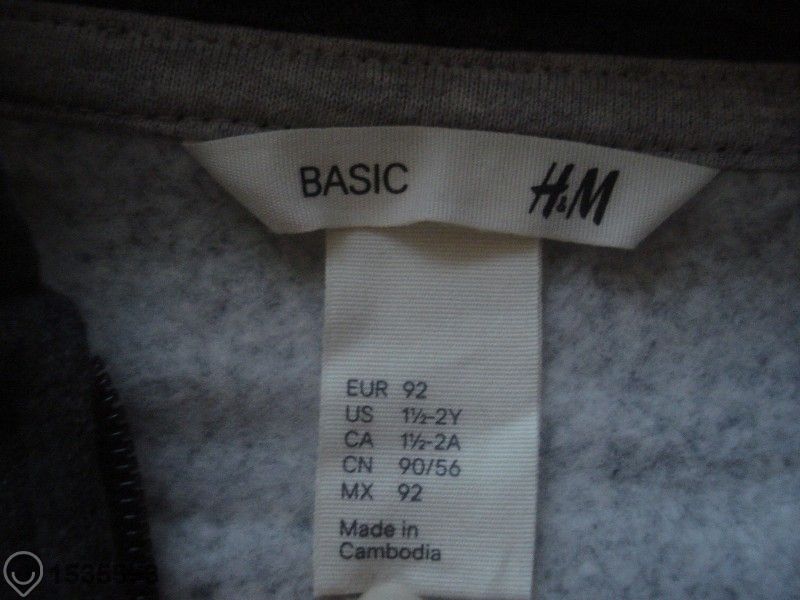 BASIC H&M
EUR 92
US 1½-2Y
CA 1½-2A
CN 90/56
MX 92
Made in
Cambodia